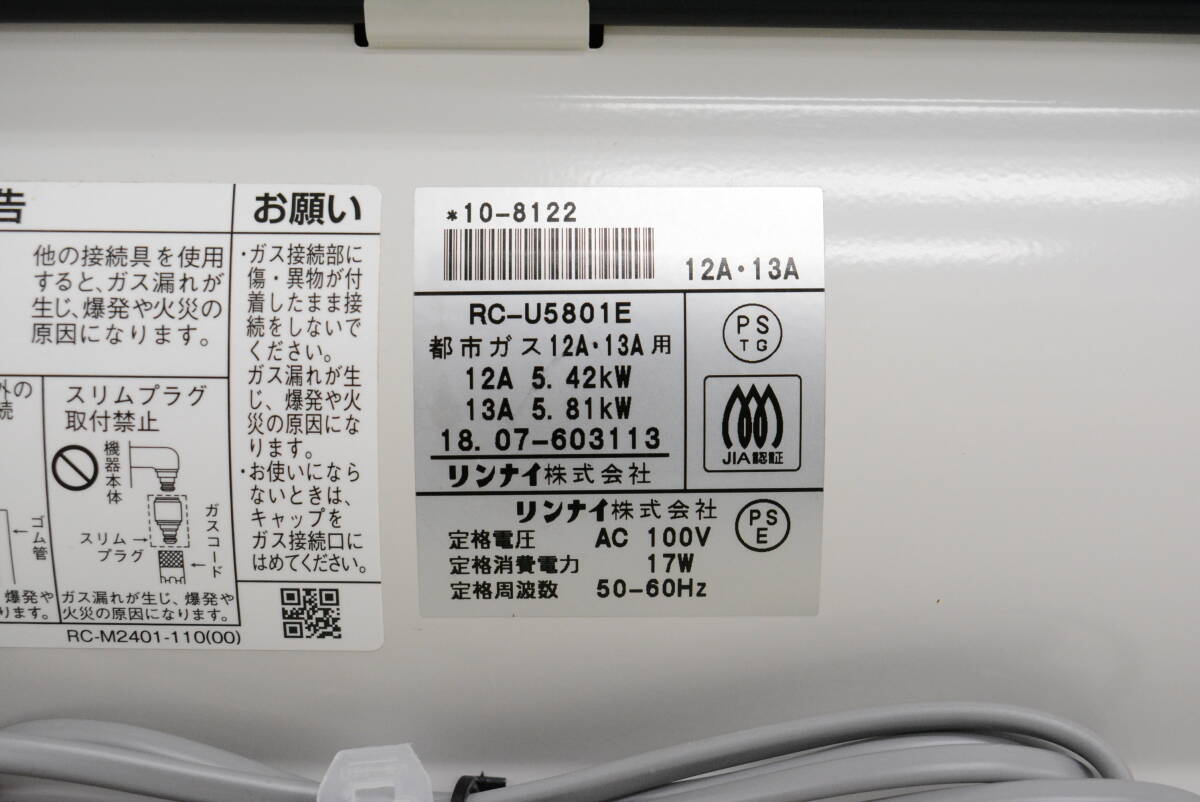 告
他の接続具を使用
すると、ガス漏れが
生じ、爆発や火災の
原因になります。
外の
続
ゴム管
爆発や
ます。
スリムプラグ
取付禁止
機器本体
スリム
プラグ
ガスコード
ガス漏れが生じ、爆発や
火災の原因になります。
RC-M2401-110(00)
お願い
・ガス接続部に
傷・異物が付
着したまま接
続をしないで
ください。
ガス漏れが生
じ、爆発や火
災の原因にな
ります。
・お使いになら
ないときは、
キャップを
ガス接続口に
はめてください。
*10-8122
12A・13A
RC-U5801E
都市ガス12A・13A用
12A 5.42kW
13A 5.81kW
18.07-603113
リンナイ株式会社
PS
TG
JIA認証
リンナイ株式会社
定格電圧 AC 100V
定格消費電力 17W
定格周波数 50-60Hz
PS
E